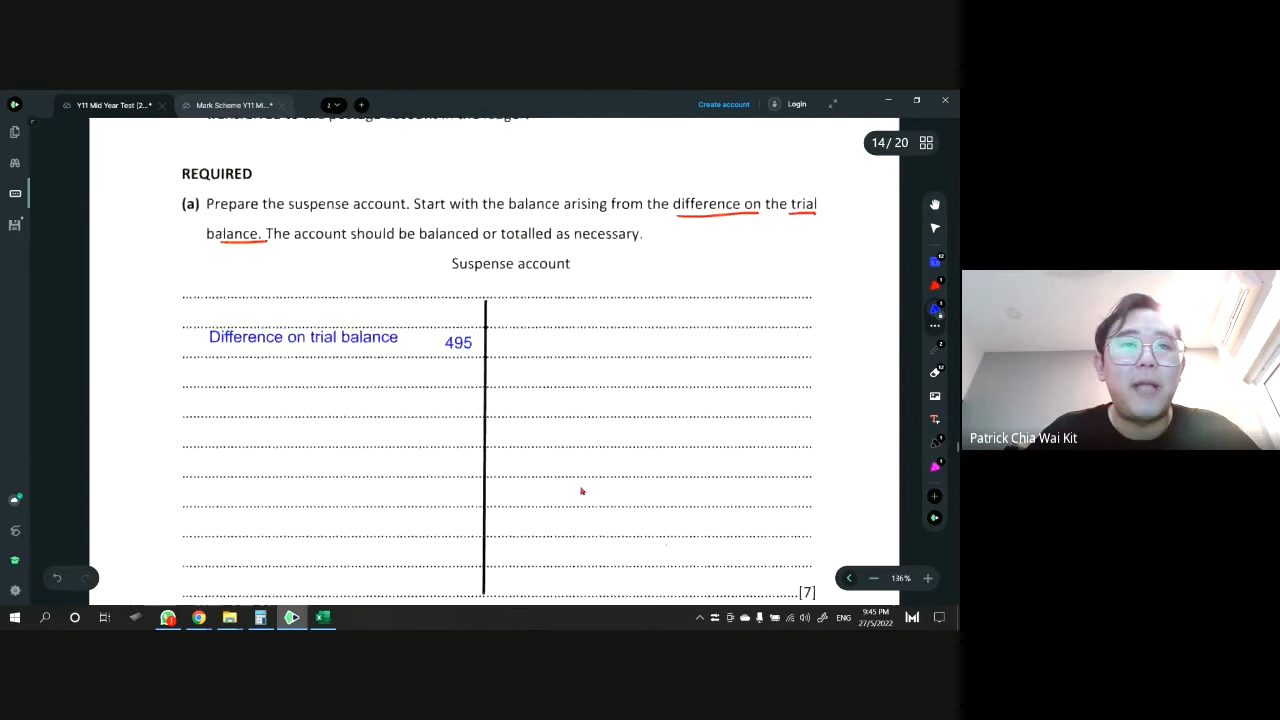 Y11 Mid Year Test [2...*
Mark Scheme Y11 Mi...*
2
Create account
Login
14 / 20
REQUIRED
(a) Prepare the suspense account. Start with the balance arising from the difference on the trial
balance. The account should be balanced or totalled as necessary.
Suspense account
Difference on trial balance 495
[7]
136%
Patrick Chia Wai Kit
ENG
9:45 PM
27/5/2022